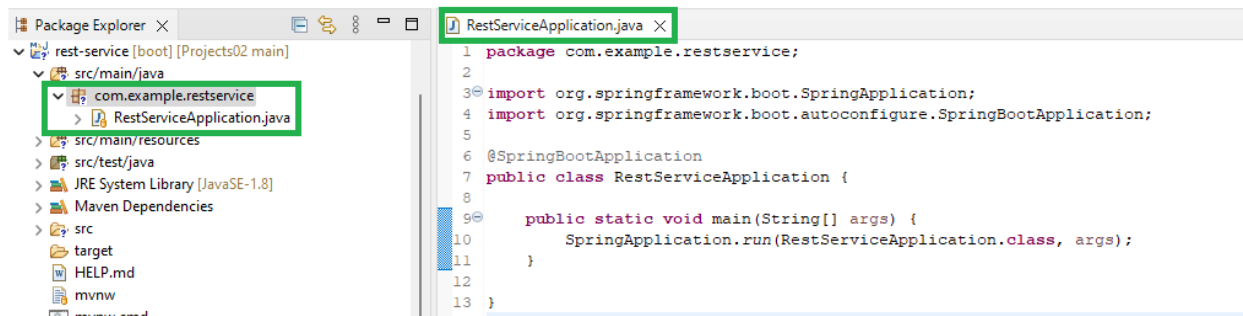 Package Explorer
rest-service [boot] [Projects02 main]
src/main/java
com.example.restservice
RestServiceApplication.java
src/main/resources
src/test/java
JRE System Library [JavaSE-1.8]
Maven Dependencies
src
target
HELP.md
mvnw
mvnw.cmd
RestServiceApplication.java
1 package com.example.restservice;
2
3 import org.springframework.boot.SpringApplication;
4 import org.springframework.boot.autoconfigure.SpringBootApplication;
5
6 @SpringBootApplication
7 public class RestServiceApplication {
8
9 public static void main(String[] args) {
10 SpringApplication.run(RestServiceApplication.class, args);
11 }
12
13 }